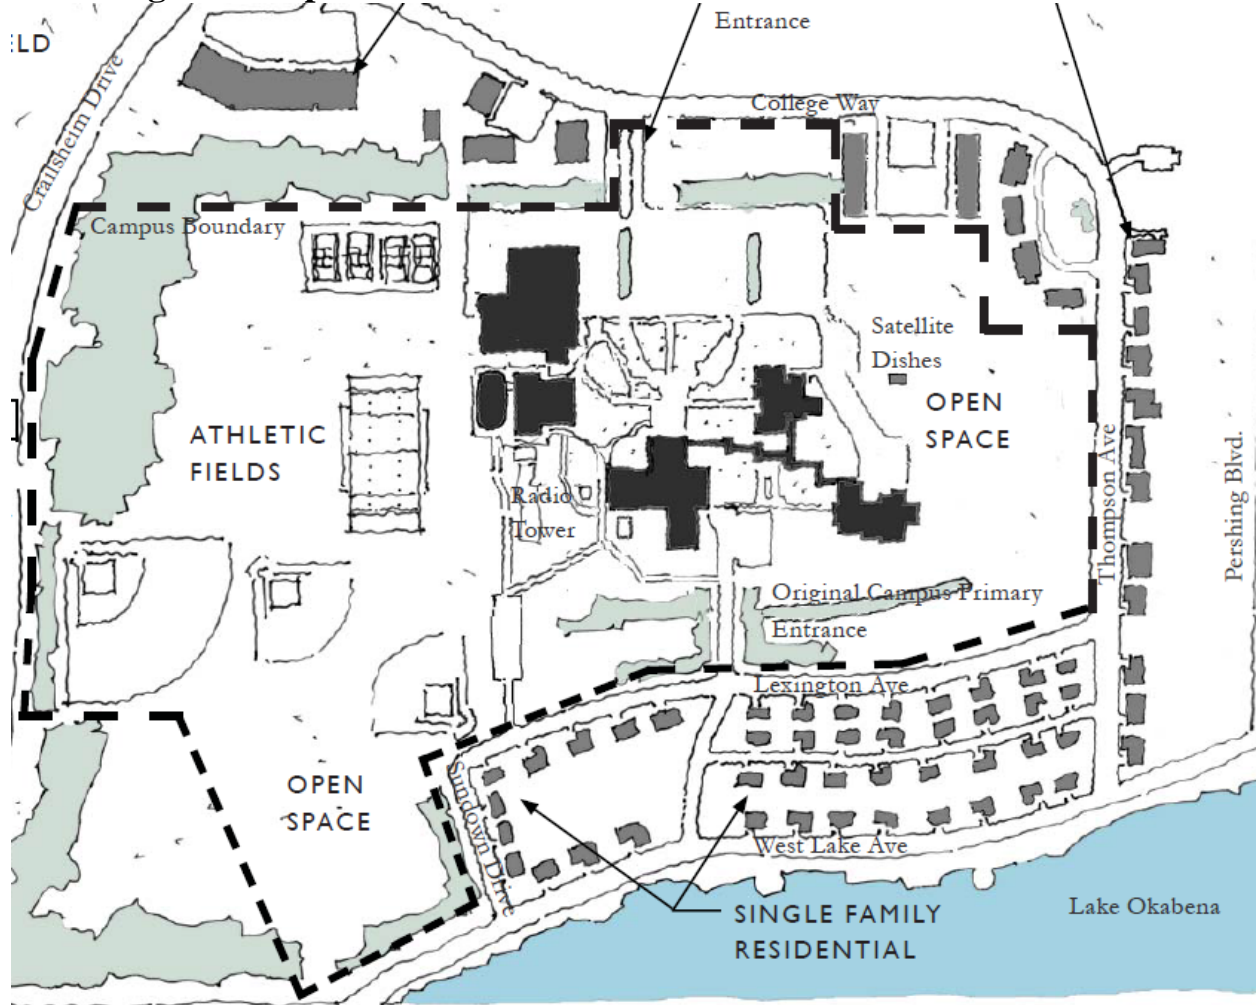 Entrance
ELD
Crailsheim Drive
College Way
Campus Boundary
Satellite
Dishes
OPEN
SPACE
ATHLETIC
FIELDS
Thompson Ave
Pershing Blvd.
Radio
Tower
Original Campus Primary
Entrance
Lexington Ave
OPEN
SPACE
Sundown Drive
West Lake Ave
SINGLE FAMILY
RESIDENTIAL
Lake Okabena